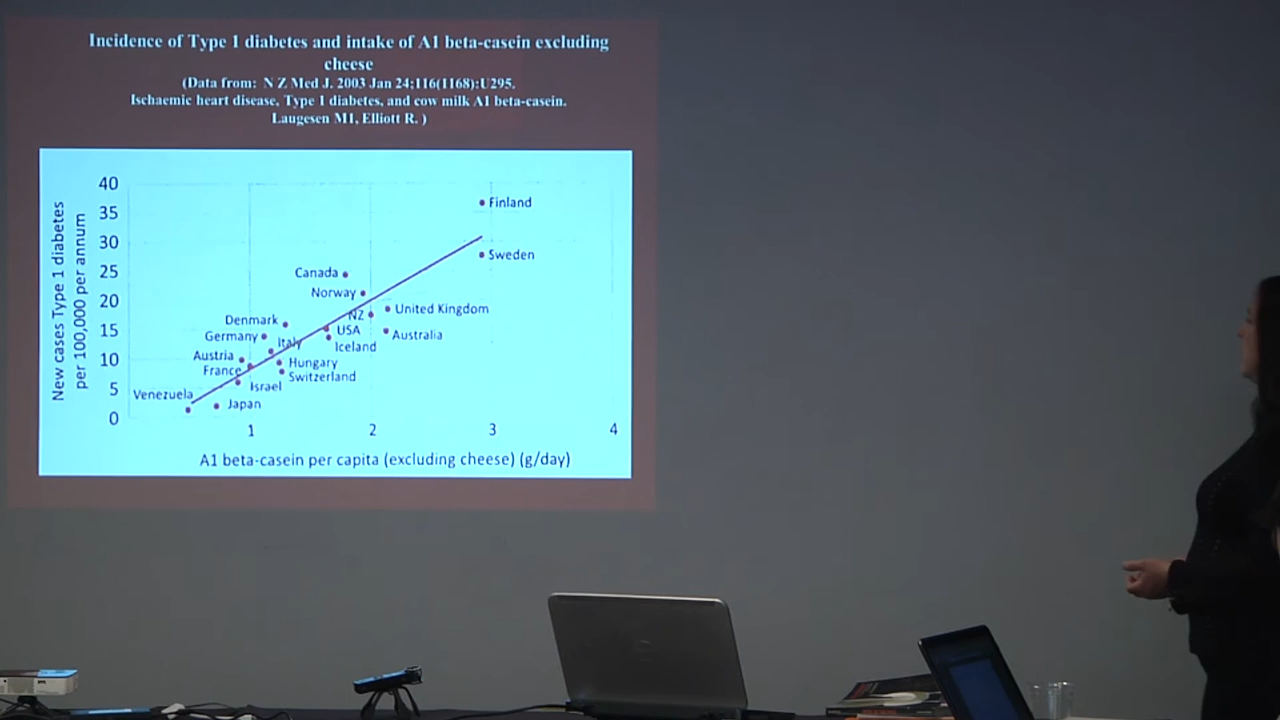 Incidence of Type 1 diabetes and intake of A1 beta-casein excluding
cheese
(Data from: N Z Med J. 2003 Jan 24;116(1168):U295.
Ischaemic heart disease, Type 1 diabetes, and cow milk A1 beta-casein.
Laugesen M1, Elliott R. )
New cases Type 1 diabetes
per 100,000 per annum
40
35
30
25
20
15
10
5
0
Finland
Sweden
Canada
Norway
NZ
United Kingdom
Denmark
USA
Australia
Germany
Italy
Iceland
Austria
Hungary
France
Switzerland
Israel
Venezuela
Japan
1 2 3 4
A1 beta-casein per capita (excluding cheese) (g/day)